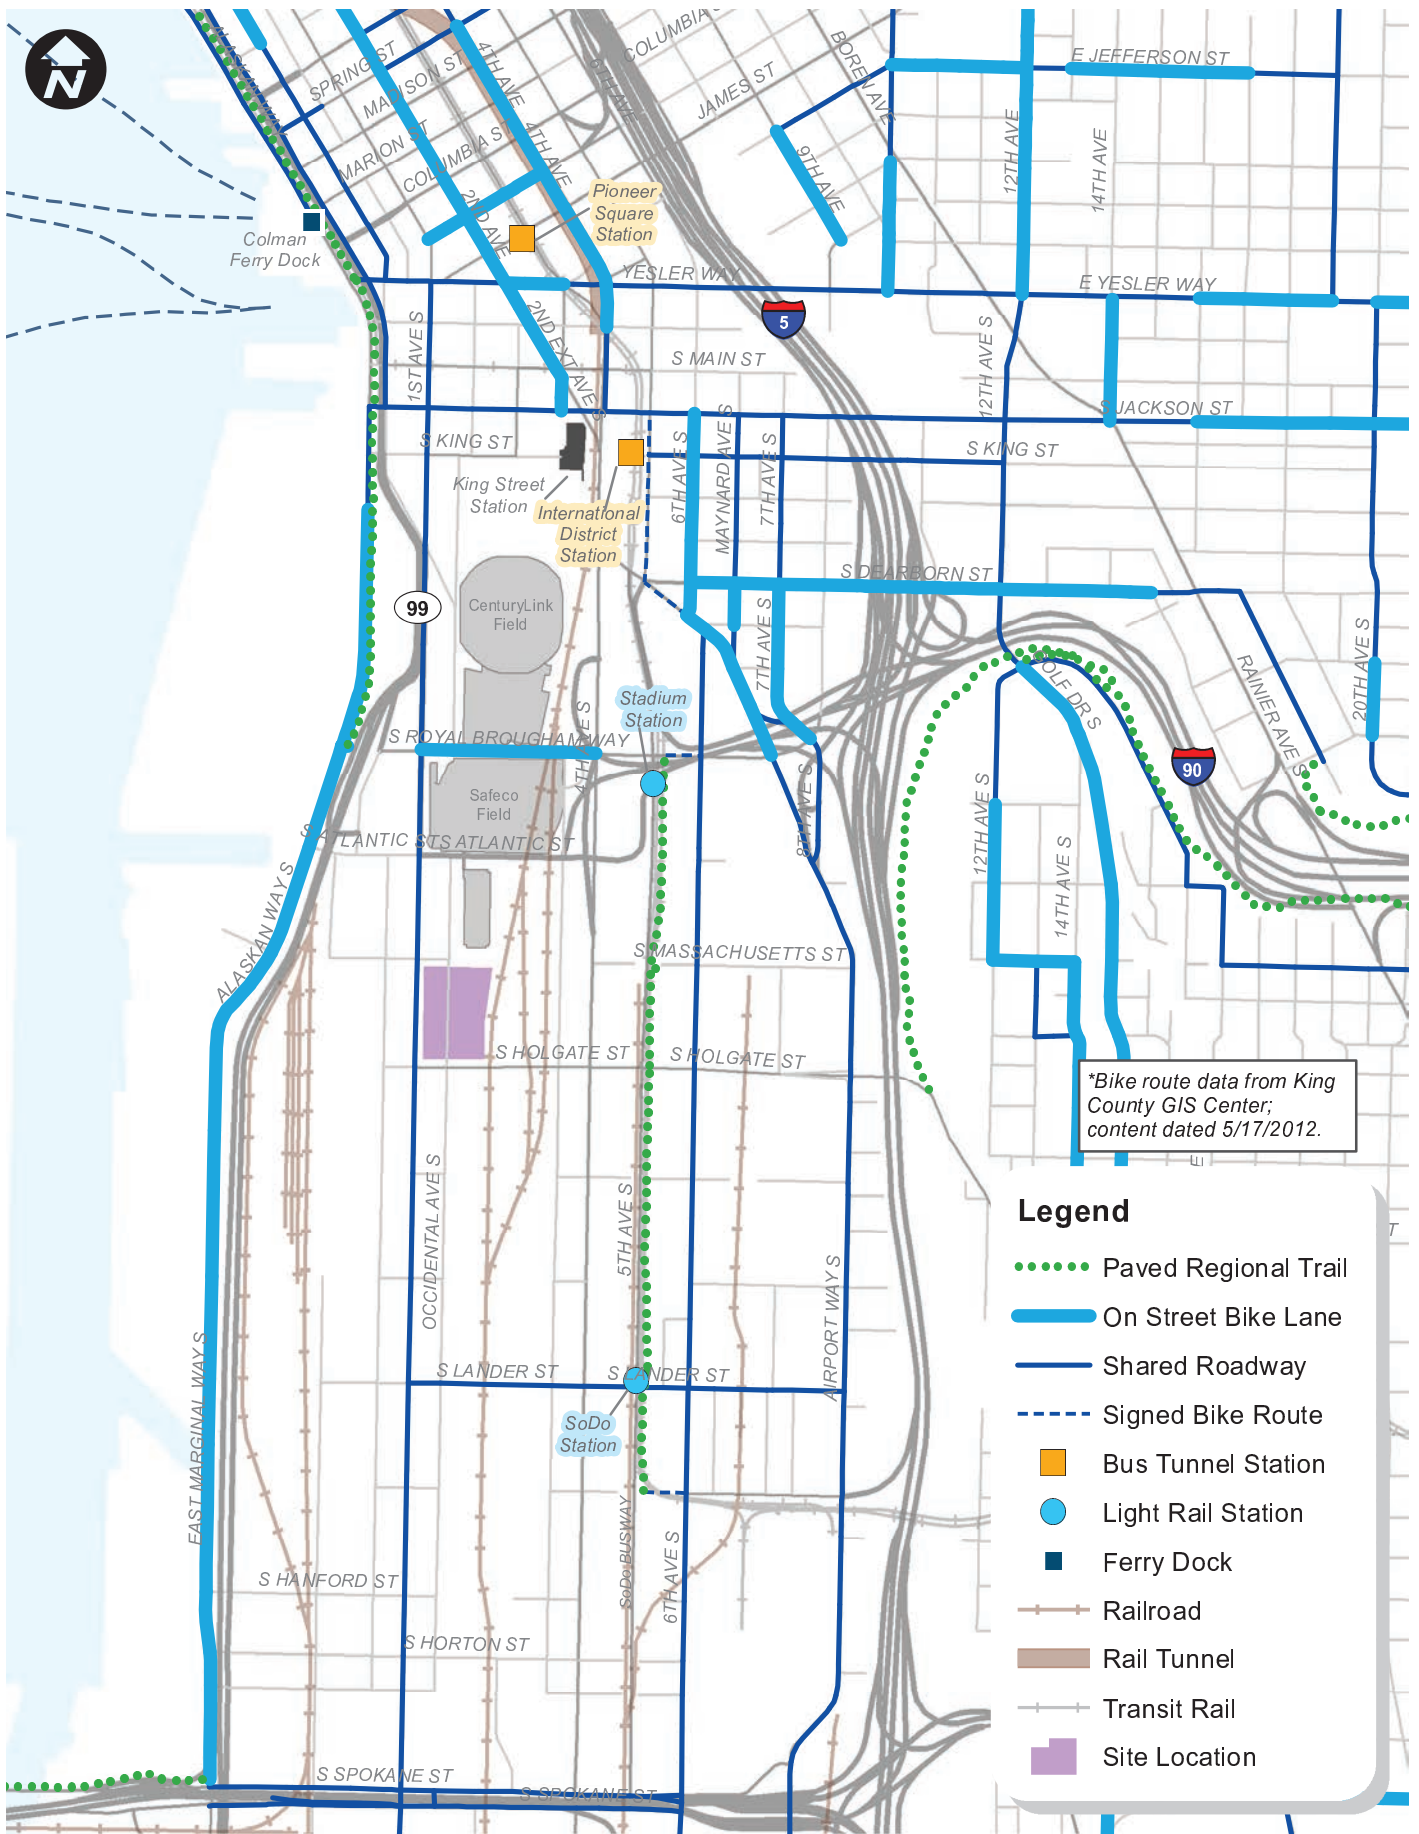 N
ALASKAN WAY
SPRING ST
MADISON ST
MARION ST
COLUMBIA ST
4TH AVE
4TH AVE
2ND AVE
6TH AVE
COLUMBIA S
JAMES ST
BOREN AVE
9TH AVE
12TH AVE
14TH AVE
E JEFFERSON ST
Pioneer
Square
Station
Colman
Ferry Dock
YESLER WAY
E YESLER WAY
5
1ST AVE S
2ND EXT AVE S
S MAIN ST
12TH AVE S
S JACKSON ST
S KING ST
S KING ST
King Street
Station
International
District
Station
6TH AVE S
MAYNARD AVE S
7TH AVE S
S DEARBORN ST
99
CenturyLink
Field
7TH AVE S
GOLF DR S
RAINIER AVE S
20TH AVE S
Stadium
Station
4TH AVE S
S ROYAL BROUGHAM WAY
90
Safeco
Field
8TH AVE S
12TH AVE S
14TH AVE S
S ATLANTIC ST
S ATLANTIC ST
ALASKAN WAY S
S MASSACHUSETTS ST
S HOLGATE ST
S HOLGATE ST
*Bike route data from King
County GIS Center;
content dated 5/17/2012.
E
T
OCCIDENTAL AVE S
5TH AVE S
AIRPORT WAY S
EAST MARGINAL WAY S
S LANDER ST
S LANDER ST
SoDo
Station
SoDo BUSWAY
6TH AVE S
S HANFORD ST
S HORTON ST
S SPOKANE ST
S SPOKANE ST
Legend
Paved Regional Trail
On Street Bike Lane
Shared Roadway
Signed Bike Route
Bus Tunnel Station
Light Rail Station
Ferry Dock
Railroad
Rail Tunnel
Transit Rail
Site Location